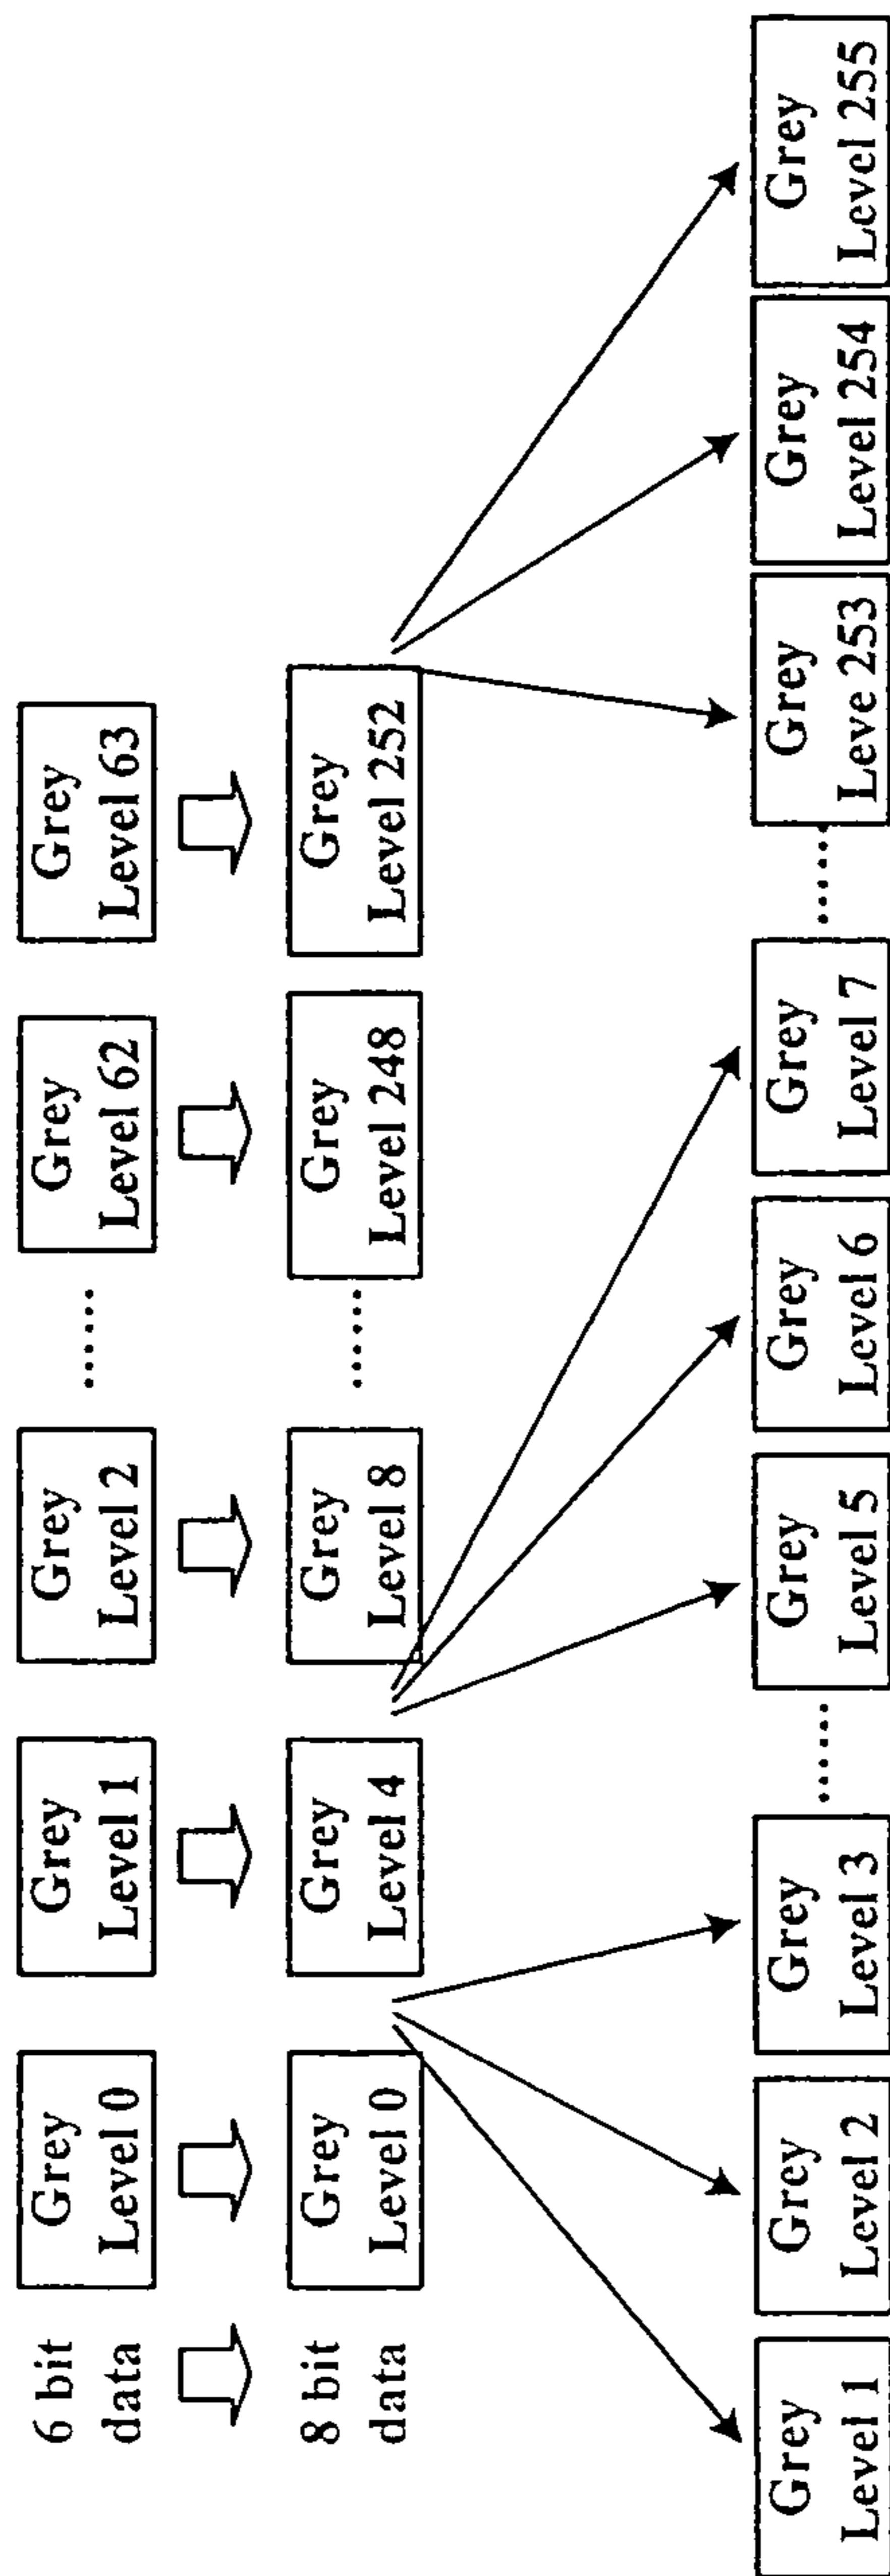 6 bit
data
Grey
Level 0
Grey
Level 1
Grey
Level 2
......
Grey
Level 62
Grey
Level 63
8 bit
data
Grey
Level 0
Grey
Level 4
Grey
Level 8
......
Grey
Level 248
Grey
Level 252
Grey
Level 1
Grey
Level 2
Grey
Level 3
......
Grey
Level 5
Grey
Level 6
Grey
Level 7
......
Grey
Leve 253
Grey
Level 254
Grey
Level 255